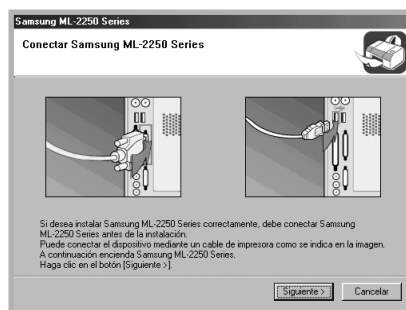 Samsung ML-2250 Series
Conectar Samsung ML-2250 Series
Si desea instalar Samsung ML-2250 Series correctamente, debe conectar Samsung
ML-2250 Series antes de la instalación.
Puede conectar el dispositivo mediante un cable de impresora como se indica en la imagen.
A continuación encienda Samsung ML-2250 Series.
Haga clic en el botón [Siguiente >].
Siguiente >
Cancelar